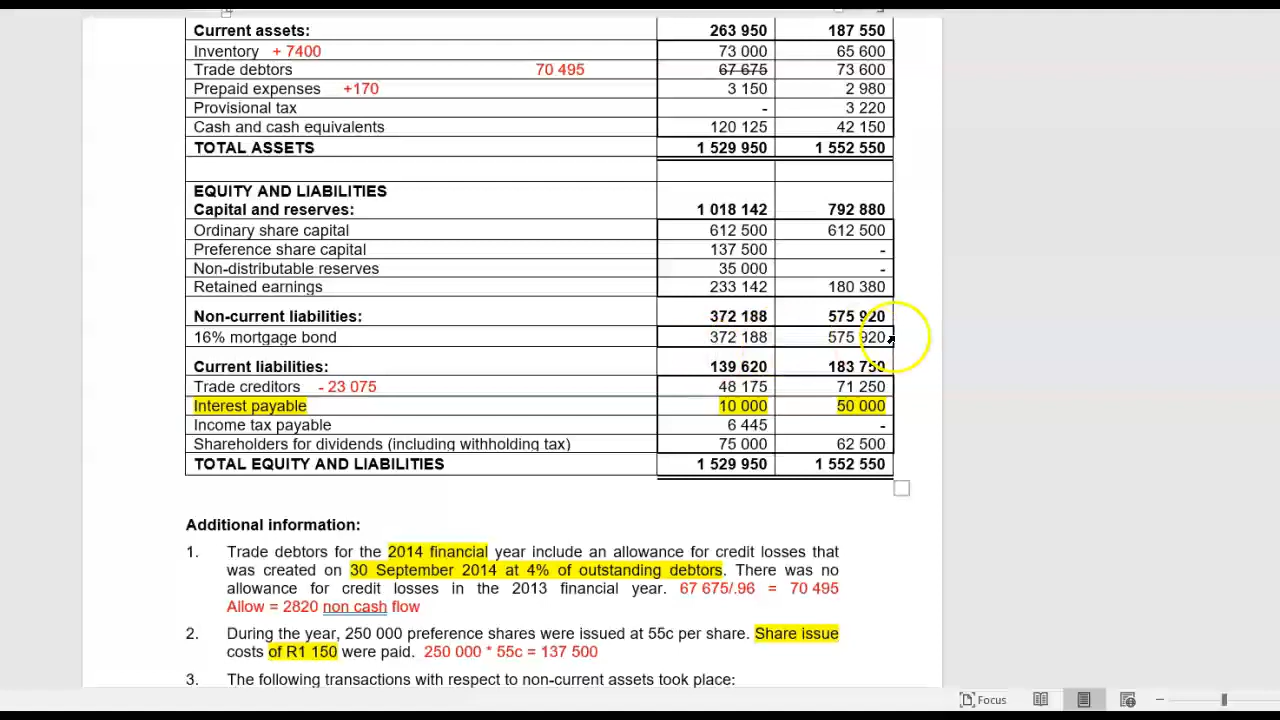 Current assets: 263 950 187 550
Inventory + 7400 73 000 65 600
Trade debtors 70 495 67 675 73 600
Prepaid expenses +170 3 150 2 980
Provisional tax - 3 220
Cash and cash equivalents 120 125 42 150
TOTAL ASSETS 1 529 950 1 552 550
EQUITY AND LIABILITIES
Capital and reserves: 1 018 142 792 880
Ordinary share capital 612 500 612 500
Preference share capital 137 500 -
Non-distributable reserves 35 000 -
Retained earnings 233 142 180 380
Non-current liabilities: 372 188 575 920
16% mortgage bond 372 188 575 920
Current liabilities: 139 620 183 750
Trade creditors - 23 075 48 175 71 250
Interest payable 10 000 50 000
Income tax payable 6 445 -
Shareholders for dividends (including withholding tax) 75 000 62 500
TOTAL EQUITY AND LIABILITIES 1 529 950 1 552 550
Additional information:
1. Trade debtors for the 2014 financial year include an allowance for credit losses that
was created on 30 September 2014 at 4% of outstanding debtors. There was no
allowance for credit losses in the 2013 financial year. 67 675/.96 = 70 495
Allow = 2820 non cash flow
2. During the year, 250 000 preference shares were issued at 55c per share. Share issue
costs of R1 150 were paid. 250 000 * 55c = 137 500
3. The following transactions with respect to non-current assets took place:
Focus